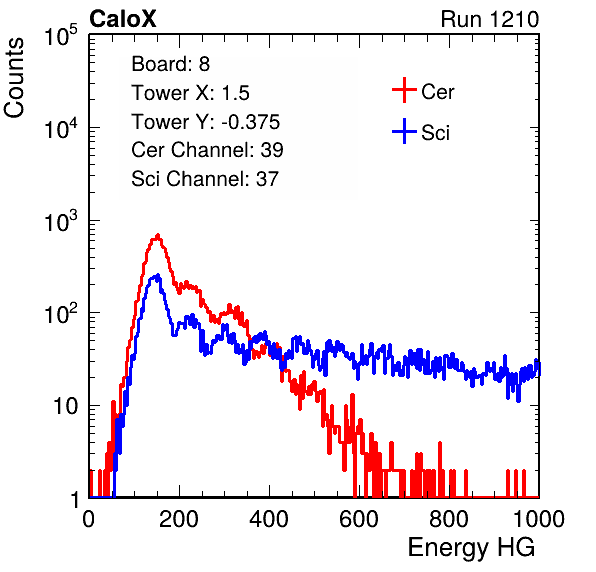 CaloX Run 1210
10^5
Counts
Board: 8
Tower X: 1.5
Tower Y: -0.375
Cer Channel: 39
Sci Channel: 37
Cer
Sci
10^4
10^3
10^2
10
1
0 200 400 600 800 1000
Energy HG